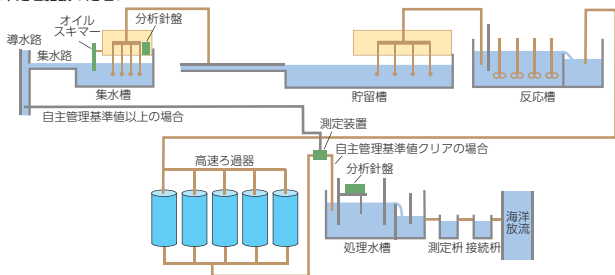 オイル
スキマー
分析計盤
導水路
集水路
集水槽
貯留槽
反応槽
自主管理基準値以上の場合
測定装置
自主管理基準値クリアの場合
高速ろ過器
分析計盤
処理水槽
測定枡
接続枡
海洋
放流